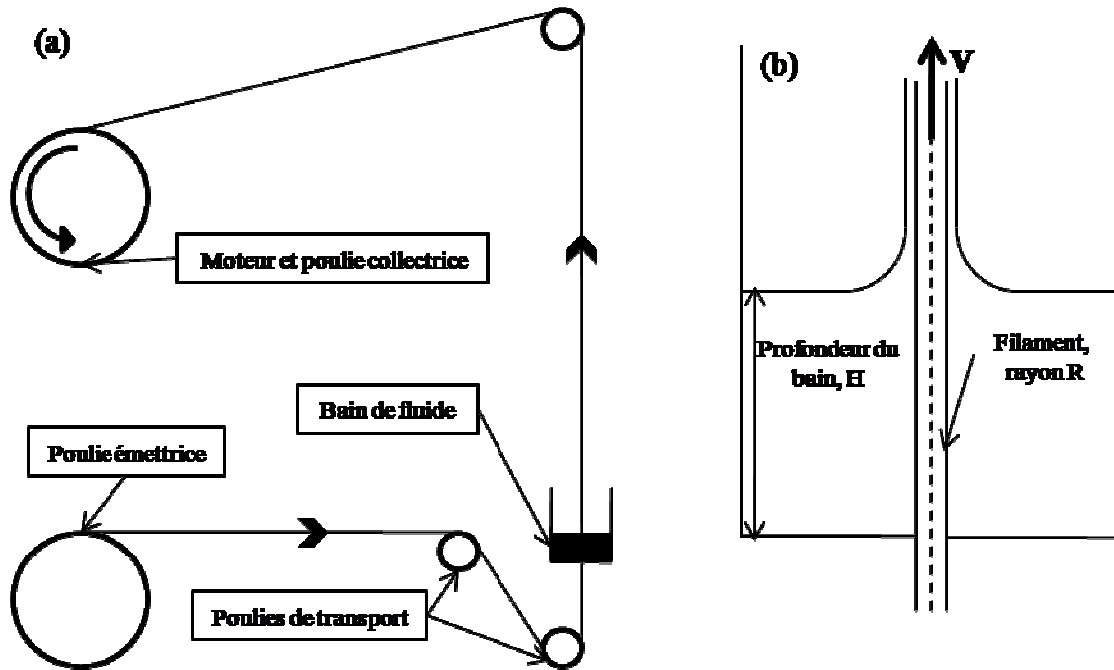 (a)
Moteur et poulie collectrice
Bain de fluide
Poulie émettrice
Poulies de transport
(b)
V
Profondeur du
bain, H
Filament,
rayon R